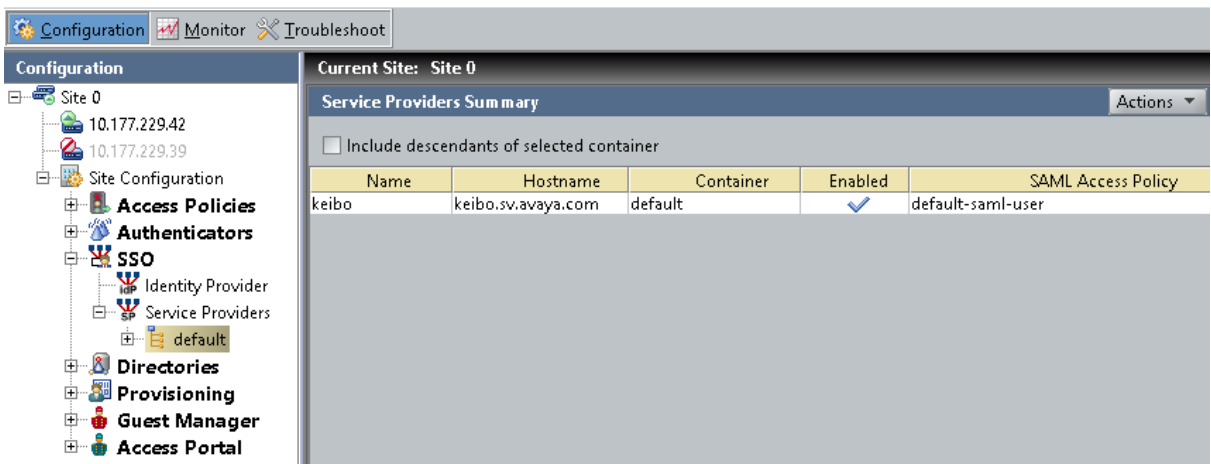 Configuration Monitor Troubleshoot
Configuration
Site 0
10.177.229.42
10.177.229.39
Site Configuration
Access Policies
Authenticators
SSO
Identity Provider
Service Providers
default
Directories
Provisioning
Guest Manager
Access Portal
Current Site: Site 0
Service Providers Summary Actions
Include descendants of selected container
Name Hostname Container Enabled SAML Access Policy
keibo keibo.sv.avaya.com default default-saml-user